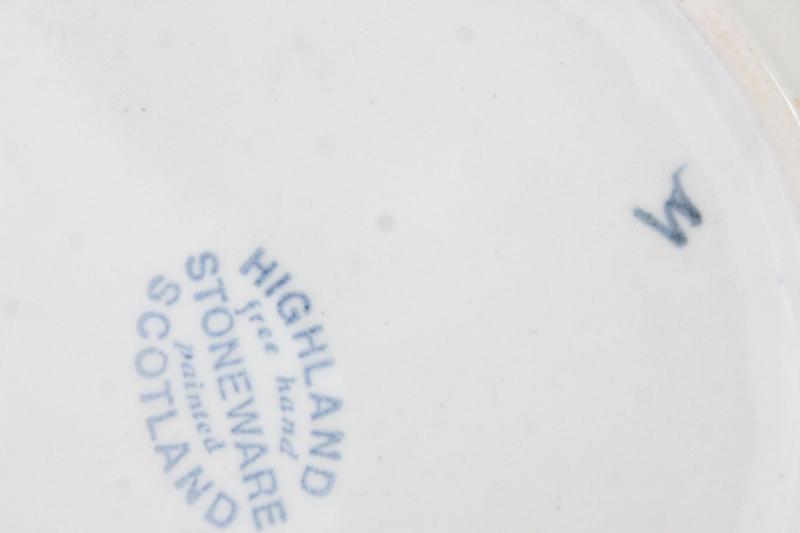 HIGHLAND
free hand
STONEWARE
painted
SCOTLAND